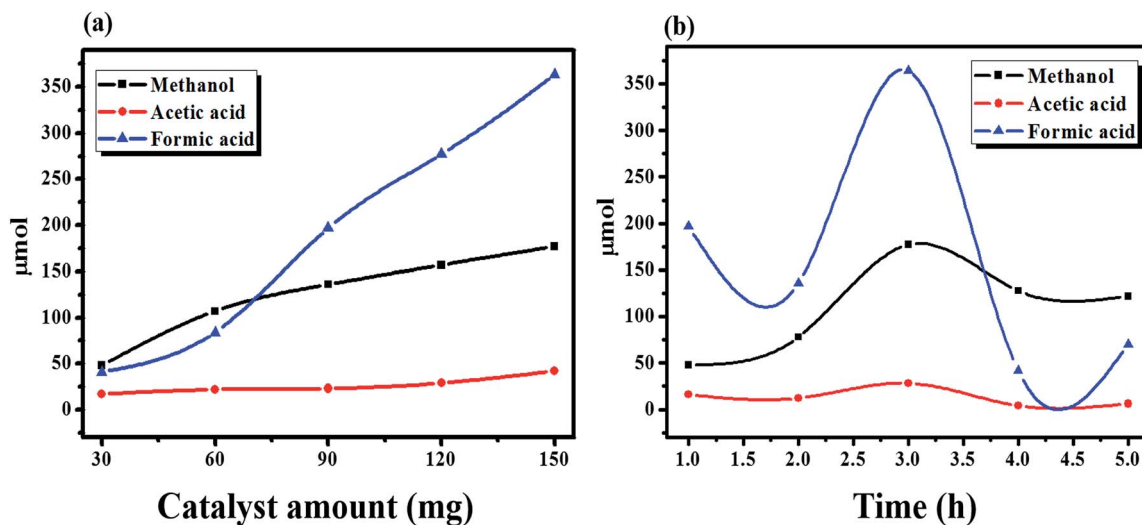 (a)
Methanol
Acetic acid
Formic acid
350
300
250
200
150
100
50
0
µmol
30 60 90 120 150
Catalyst amount (mg)
(b)
Methanol
Acetic acid
Formic acid
350
300
250
200
150
100
50
0
µmol
1.0 1.5 2.0 2.5 3.0 3.5 4.0 4.5 5.0
Time (h)